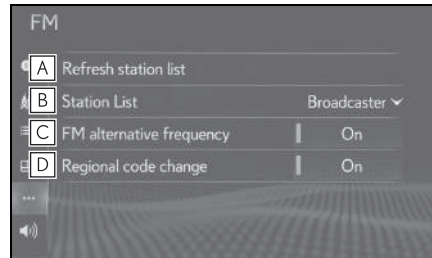 FM
A Refresh station list
B Station List Broadcaster
C FM alternative frequency On
D Regional code change On